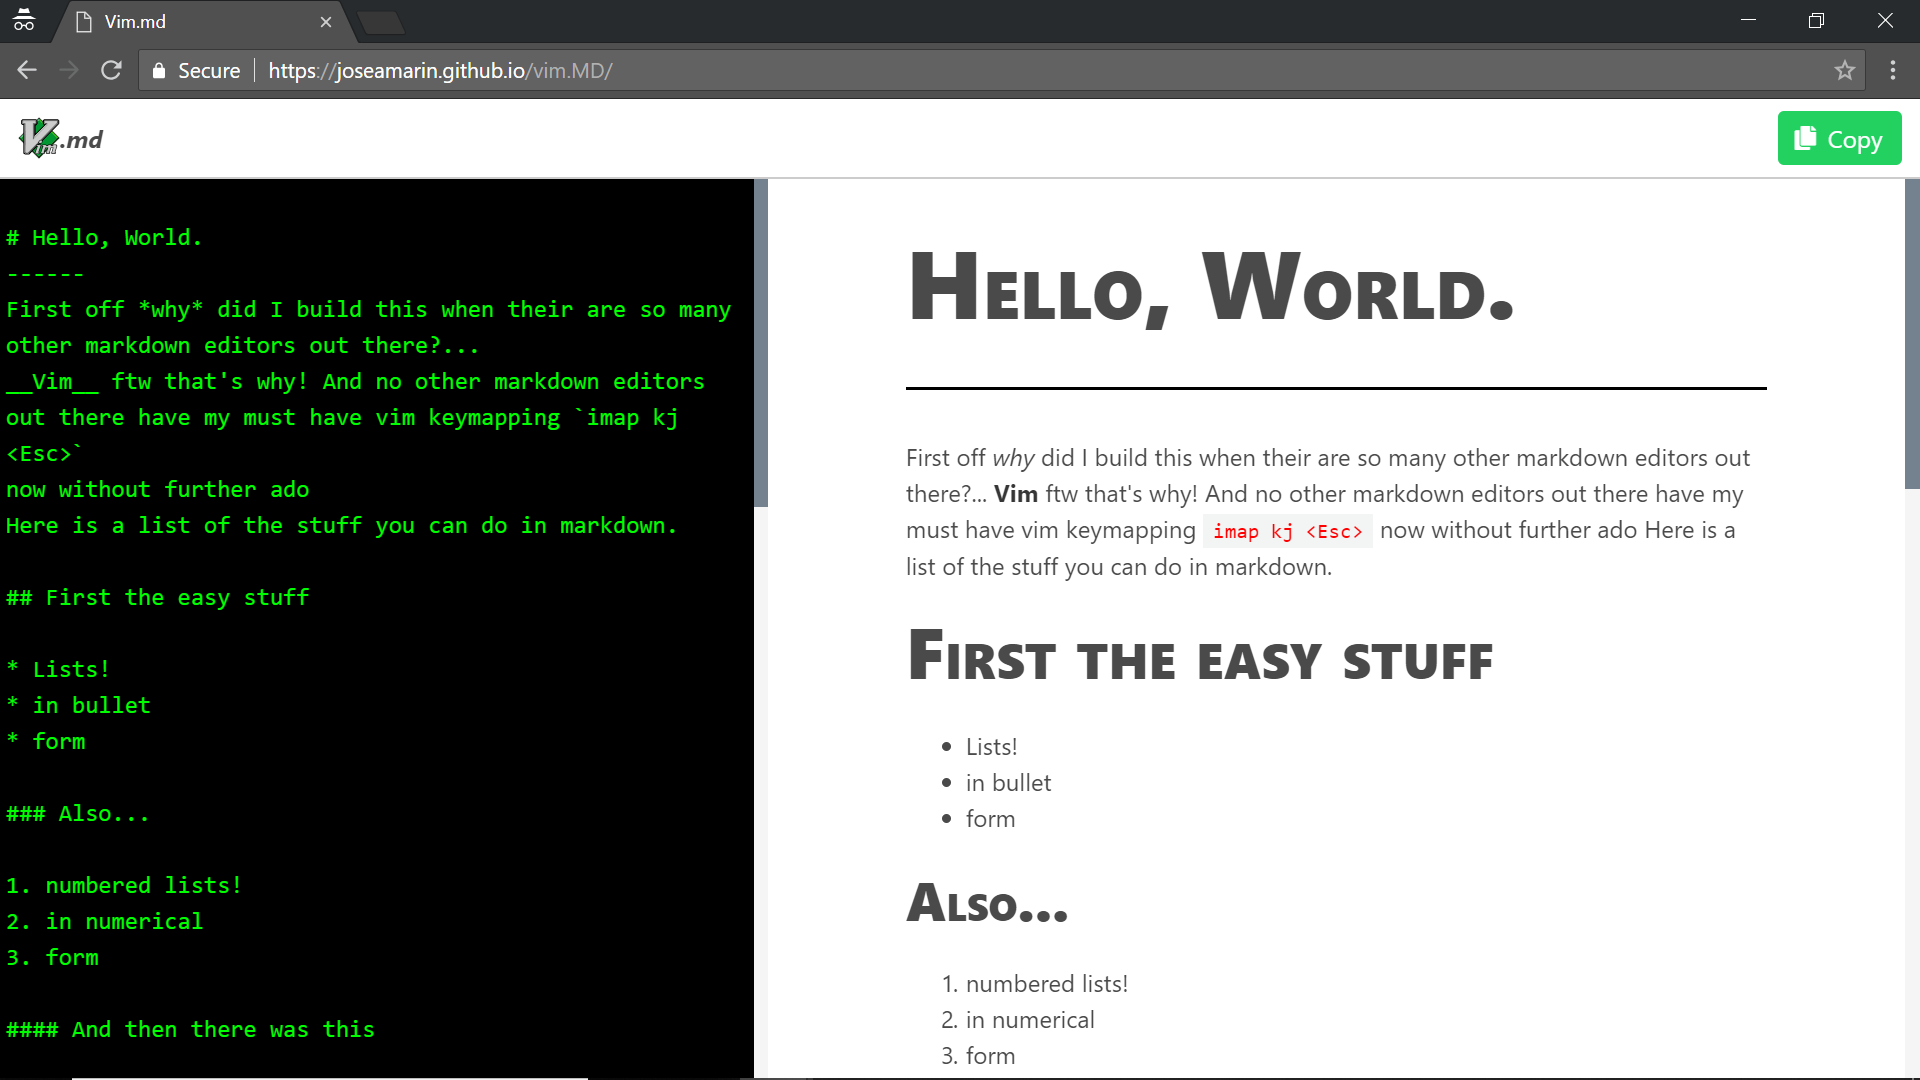 Vim.md
Secure
https://joseamarin.github.io/vim.MD/
Vim.md
Copy
# Hello, World.
------
First off *why* did I build this when their are so many
other markdown editors out there?...
__Vim__ ftw that's why! And no other markdown editors
out there have my must have vim keymapping `imap kj
<Esc>`
now without further ado
Here is a list of the stuff you can do in markdown.
## First the easy stuff
* Lists!
* in bullet
* form
### Also...
1. numbered lists!
2. in numerical
3. form
#### And then there was this
Hello, World.
First off why did I build this when their are so many other markdown editors out
there?... Vim ftw that's why! And no other markdown editors out there have my
must have vim keymapping imap kj <Esc> now without further ado Here is a
list of the stuff you can do in markdown.
First the easy stuff
• Lists!
• in bullet
• form
Also...
1. numbered lists!
2. in numerical
3. form